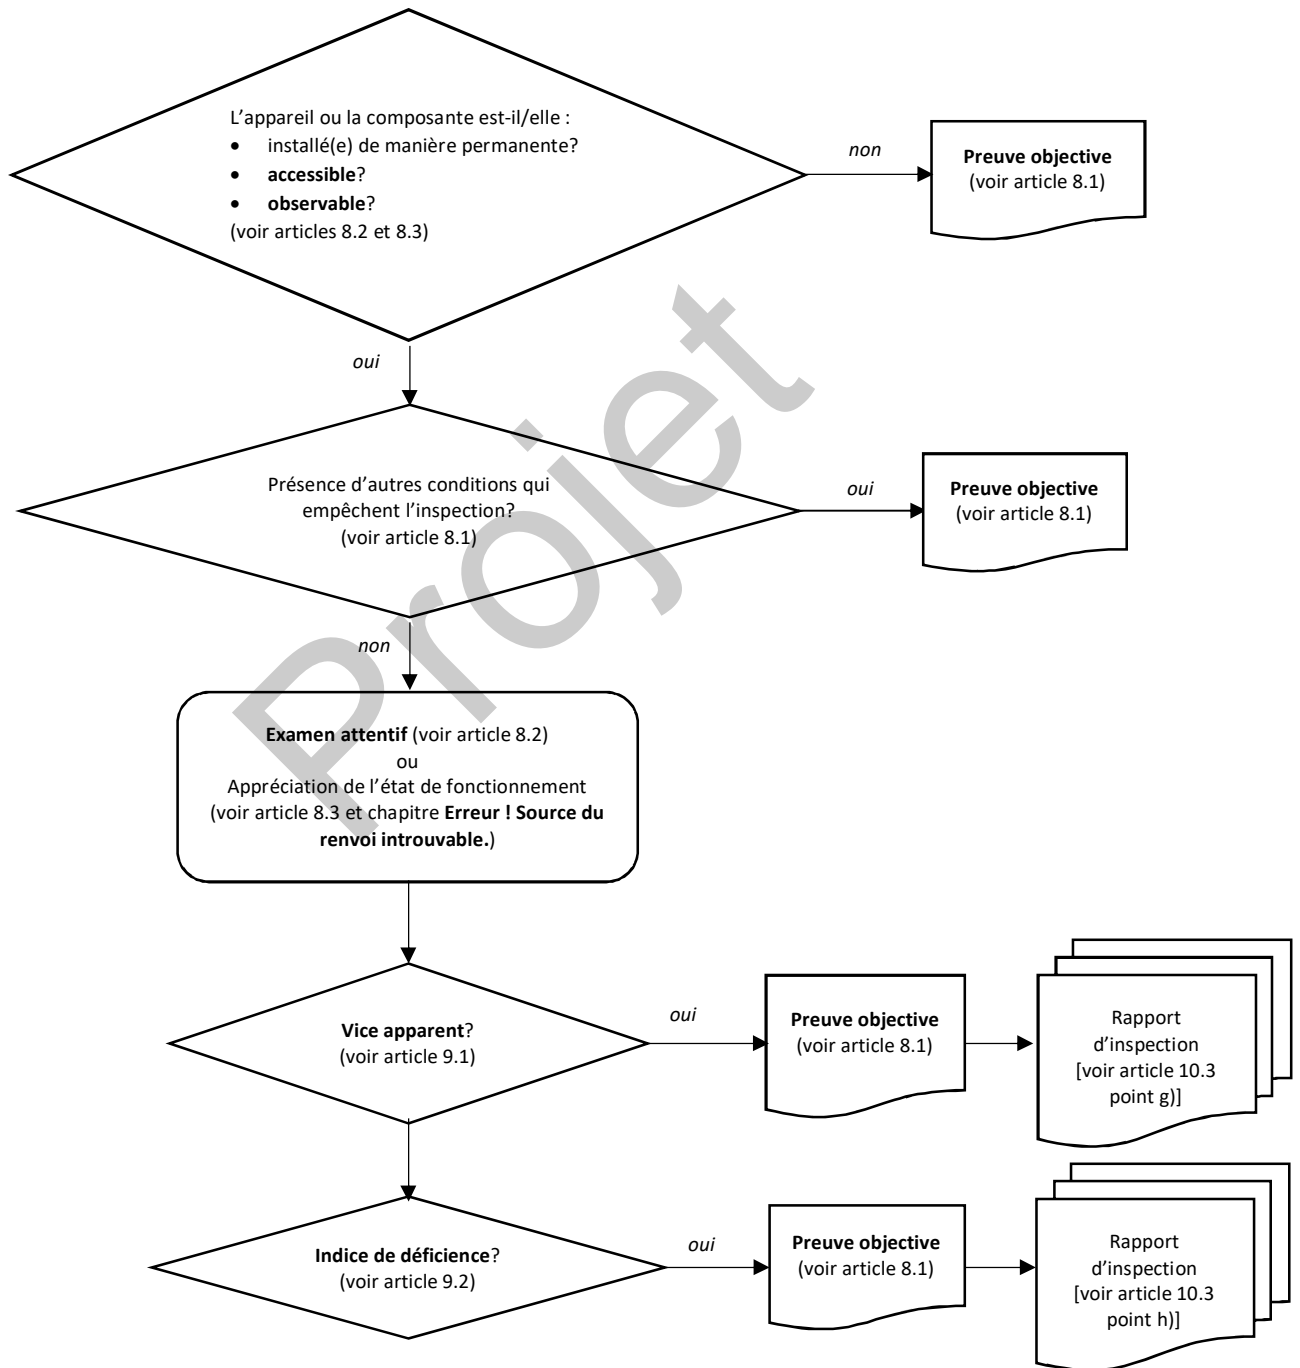 L’appareil ou la composante est-il/elle :
• installé(e) de manière permanente?
• accessible?
• observable?
(voir articles 8.2 et 8.3)
non
Preuve objective
(voir article 8.1)
oui
Présence d’autres conditions qui
empêchent l’inspection?
(voir article 8.1)
oui
Preuve objective
(voir article 8.1)
non
Projet
Examen attentif (voir article 8.2)
ou
Appréciation de l’état de fonctionnement
(voir article 8.3 et chapitre Erreur ! Source du
renvoi introuvable.)
Vice apparent?
(voir article 9.1)
oui
Preuve objective
(voir article 8.1)
Rapport
d’inspection
[voir article 10.3
point g)]
Indice de déficience?
(voir article 9.2)
oui
Preuve objective
(voir article 8.1)
Rapport
d’inspection
[voir article 10.3
point h)]